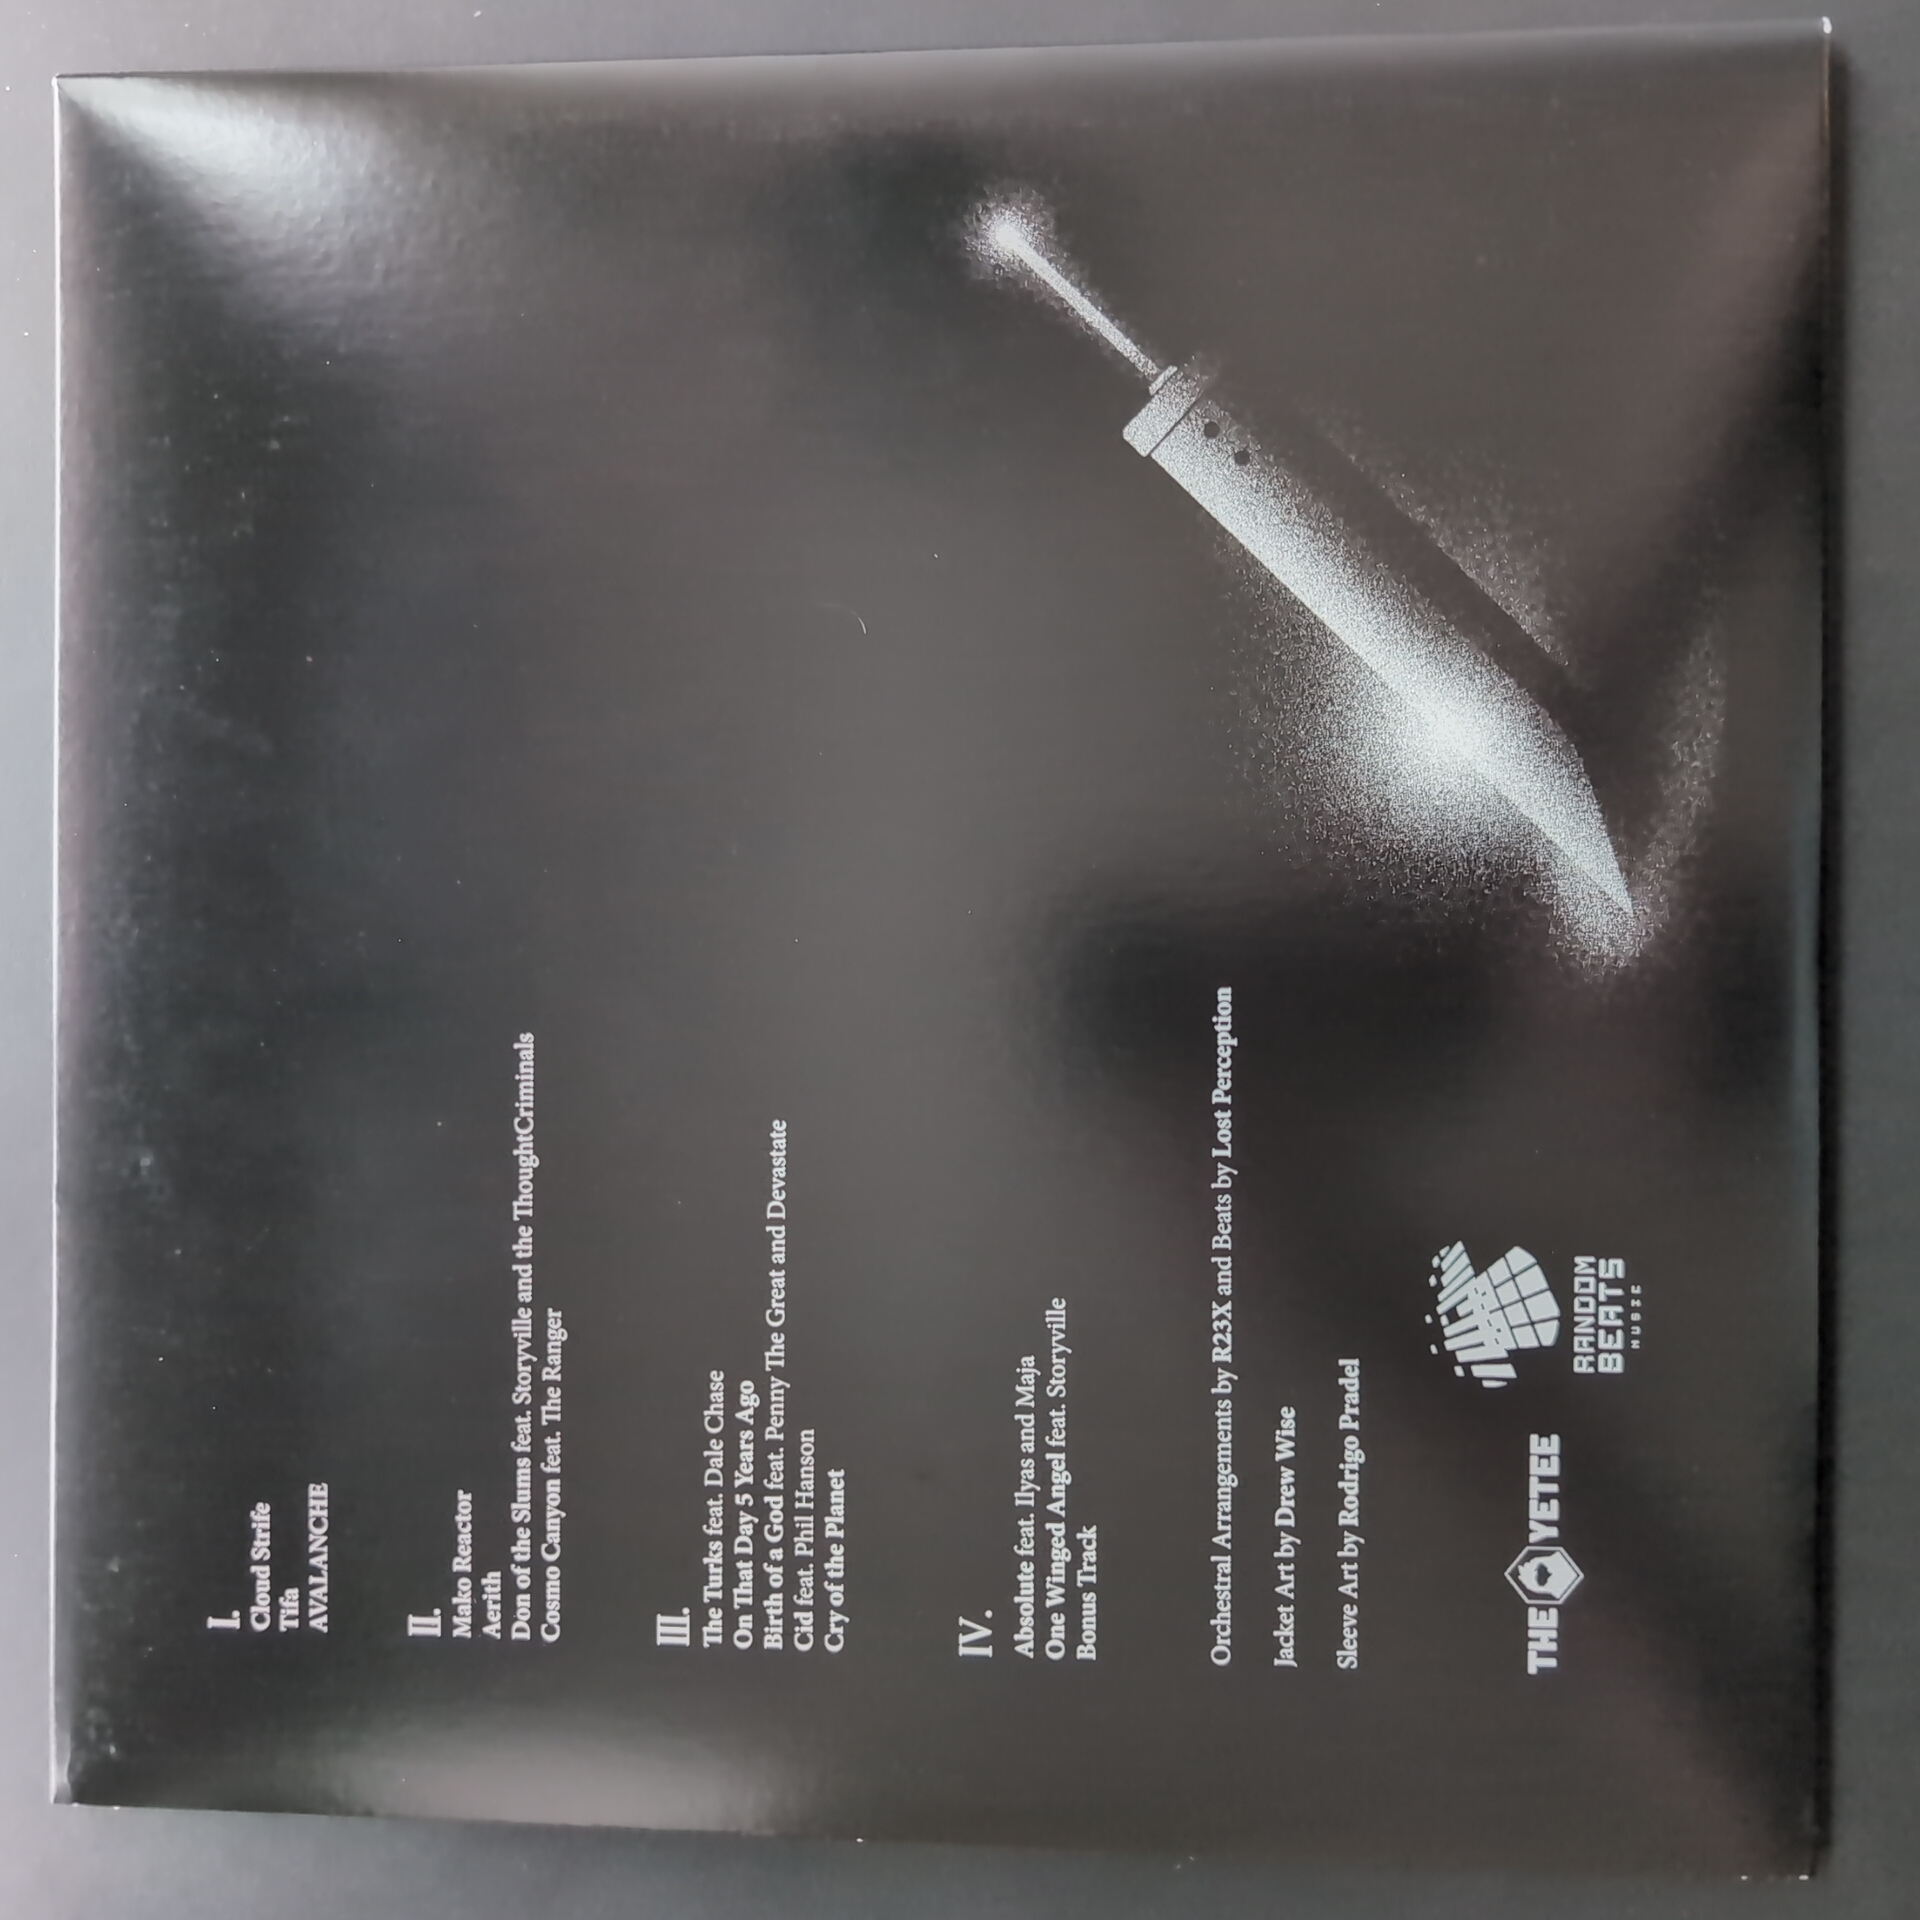 I.
Cloud Strife
Tifa
AVALANCHE
II.
Mako Reactor
Aerith
Don of the Slums feat. Storyville and the ThoughtCriminals
Cosmo Canyon feat. The Ranger
III.
The Turks feat. Dale Chase
On That Day 5 Years Ago
Birth of a God feat. Penny The Great and Devastate
Cid feat. Phil Hanson
Cry of the Planet
IV.
Absolute feat. Ilyas and Maja
One Winged Angel feat. Storyville
Bonus Track
Orchestral Arrangements by R23X and Beats by Lost Perception
Jacket Art by Drew Wise
Sleeve Art by Rodrigo Pradel
THE YETEE
RANDOM
BEATS
MUSIC